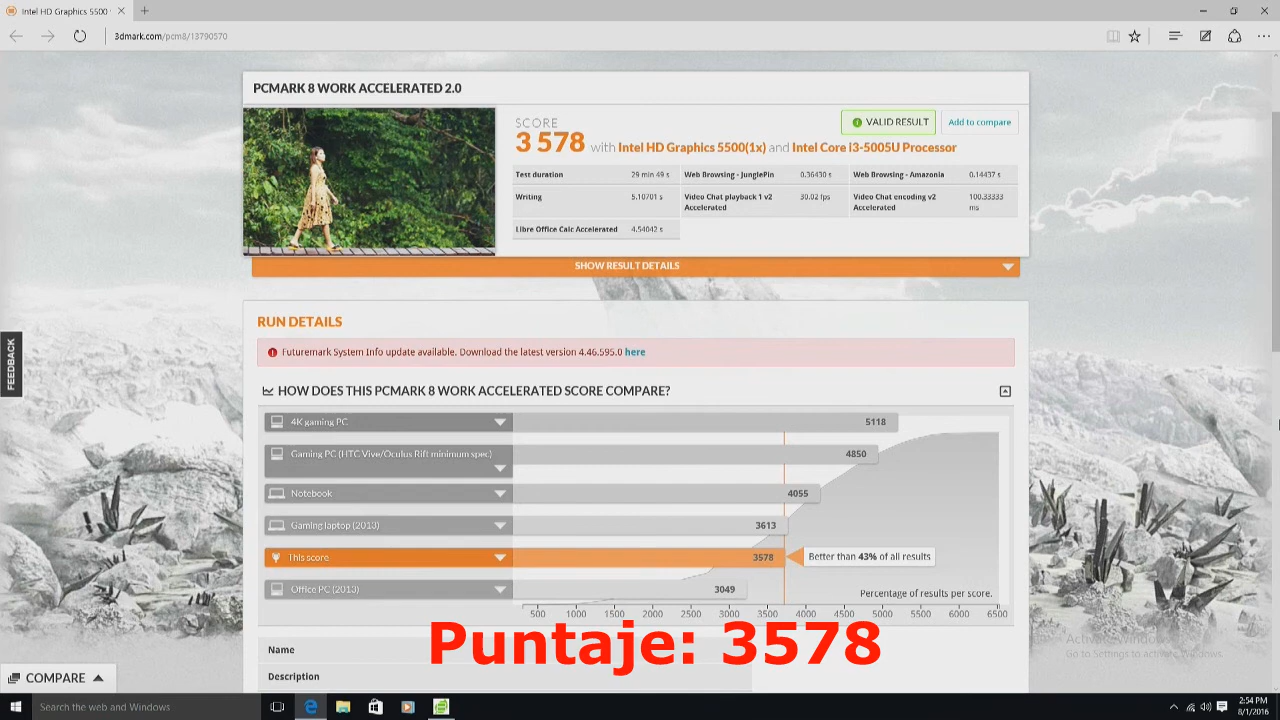 Intel HD Graphics 5500
3dmark.com/pcm8/13790570
PCMARK 8 WORK ACCELERATED 2.0
SCORE
3 578 with Intel HD Graphics 5500(1x) and Intel Core i3-5005U Processor
VALID RESULT
Add to compare
Test duration 29 min 49 s Web Browsing - JunglePin 0.36430 s Web Browsing - Amazonia 0.14437 s
Writing 5.10701 s Video Chat playback 1 v2 Accelerated 30.02 fps Video Chat encoding v2 Accelerated 100.33333 ms
Libre Office Calc Accelerated 4.54042 s
SHOW RESULT DETAILS
FEEDBACK
RUN DETAILS
Futuremark System Info update available. Download the latest version 4.46.595.0 here
HOW DOES THIS PCMARK 8 WORK ACCELERATED SCORE COMPARE?
4K gaming PC 5118
Gaming PC (HTC Vive/Oculus Rift minimum spec) 4850
Notebook 4055
Gaming laptop (2013) 3613
This score 3578 Better than 43% of all results
Office PC (2013) 3049
Percentage of results per score.
500 1000 1500 2000 2500 3000 3500 4000 4500 5000 5500 6000 6500
Puntaje: 3578
Name
Description
Go to Settings to activate Windows.
COMPARE
Search the web and Windows
2:54 PM
8/1/2016